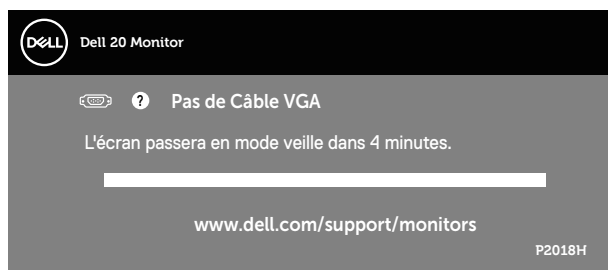 DELL
Dell 20 Monitor
? Pas de Câble VGA
L'écran passera en mode veille dans 4 minutes.
www.dell.com/support/monitors
P2018H